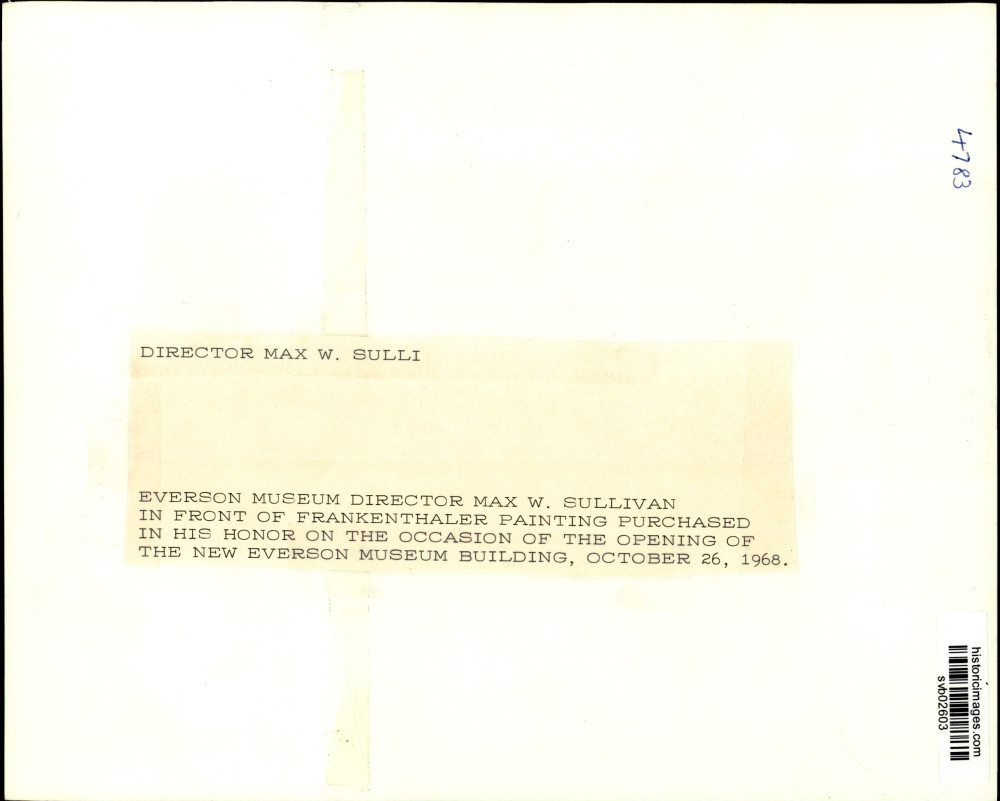 4783
DIRECTOR MAX W. SULLI
EVERSON MUSEUM DIRECTOR MAX W. SULLIVAN
IN FRONT OF FRANKENTHALER PAINTING PURCHASED
IN HIS HONOR ON THE OCCASION OF THE OPENING OF
THE NEW EVERSON MUSEUM BUILDING, OCTOBER 26, 1968.
historicimages.com
svb02603